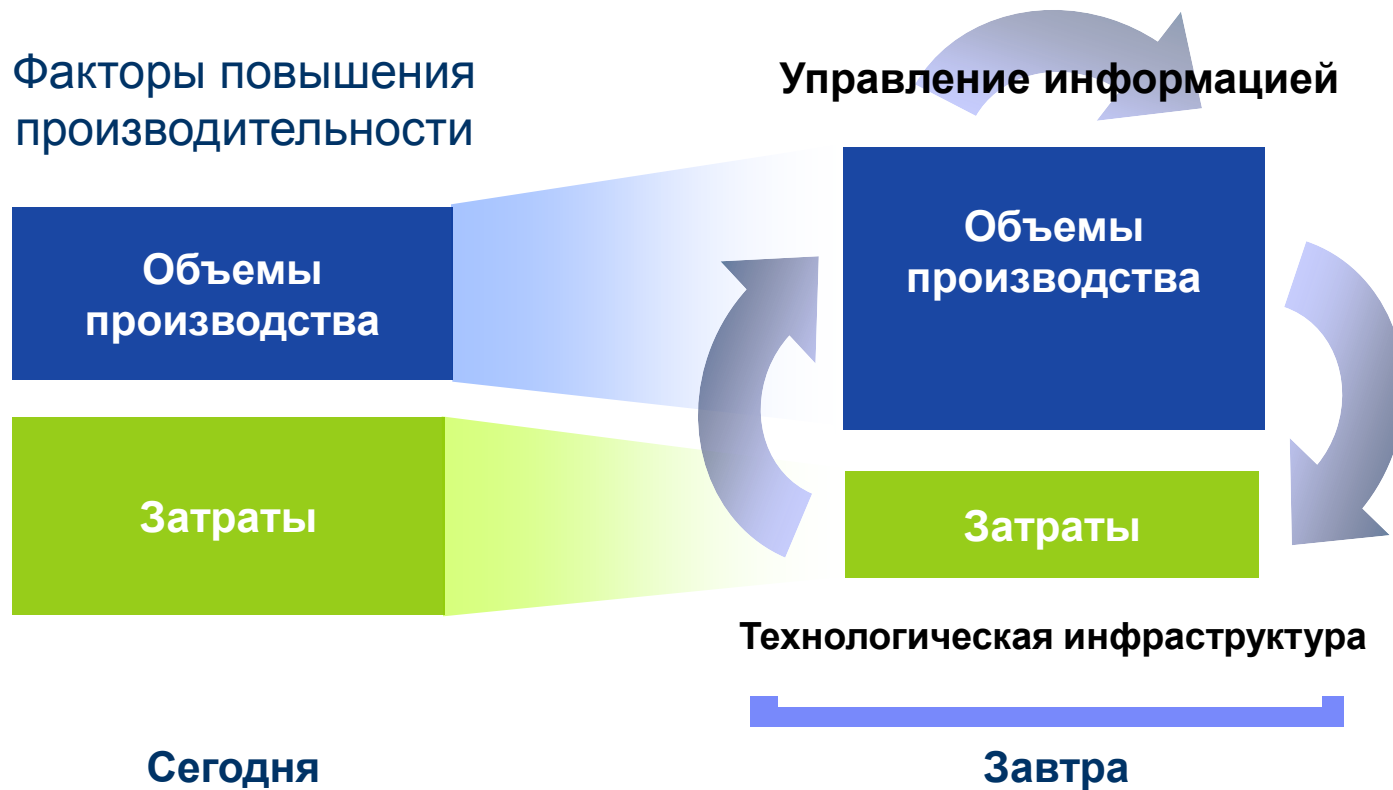 Факторы повышения
производительности
Управление информацией
Объемы
производства
Объемы
производства
Затраты
Затраты
Технологическая инфраструктура
Сегодня
Завтра